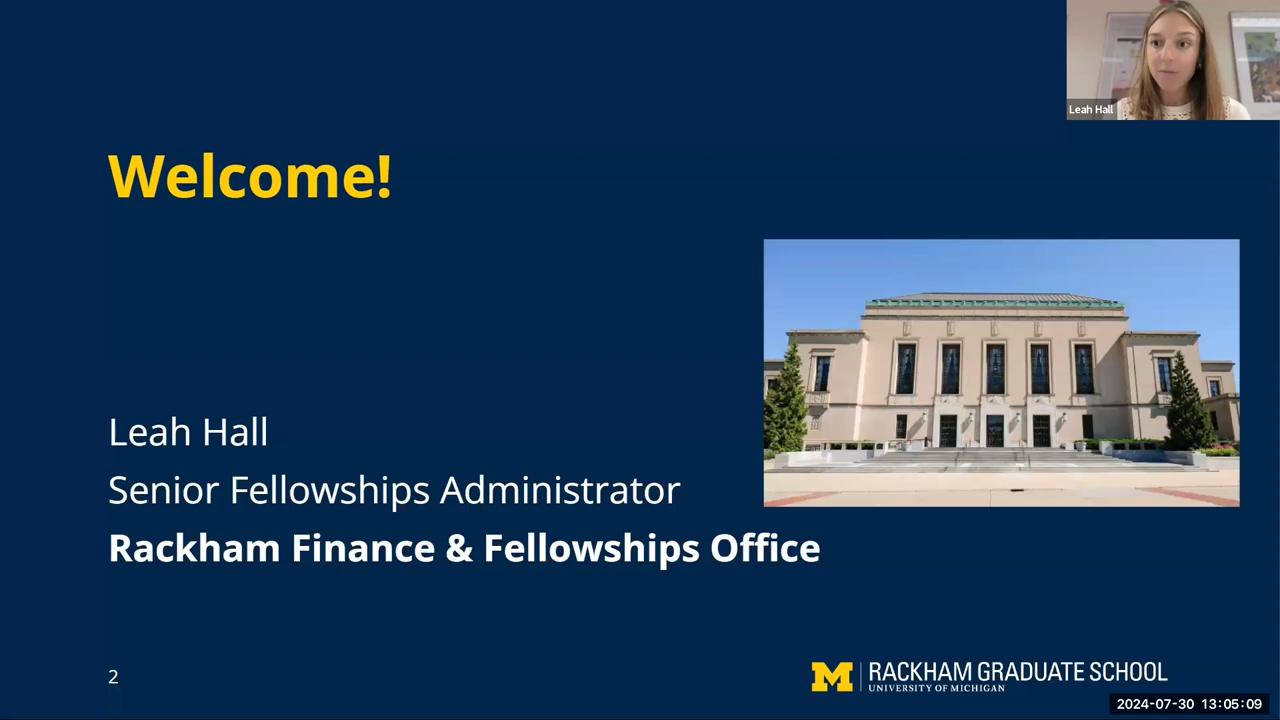 Leah Hall
Welcome!
Leah Hall
Senior Fellowships Administrator
Rackham Finance & Fellowships Office
2
M
RACKHAM GRADUATE SCHOOL
UNIVERSITY OF MICHIGAN
2024-07-30 13:05:09